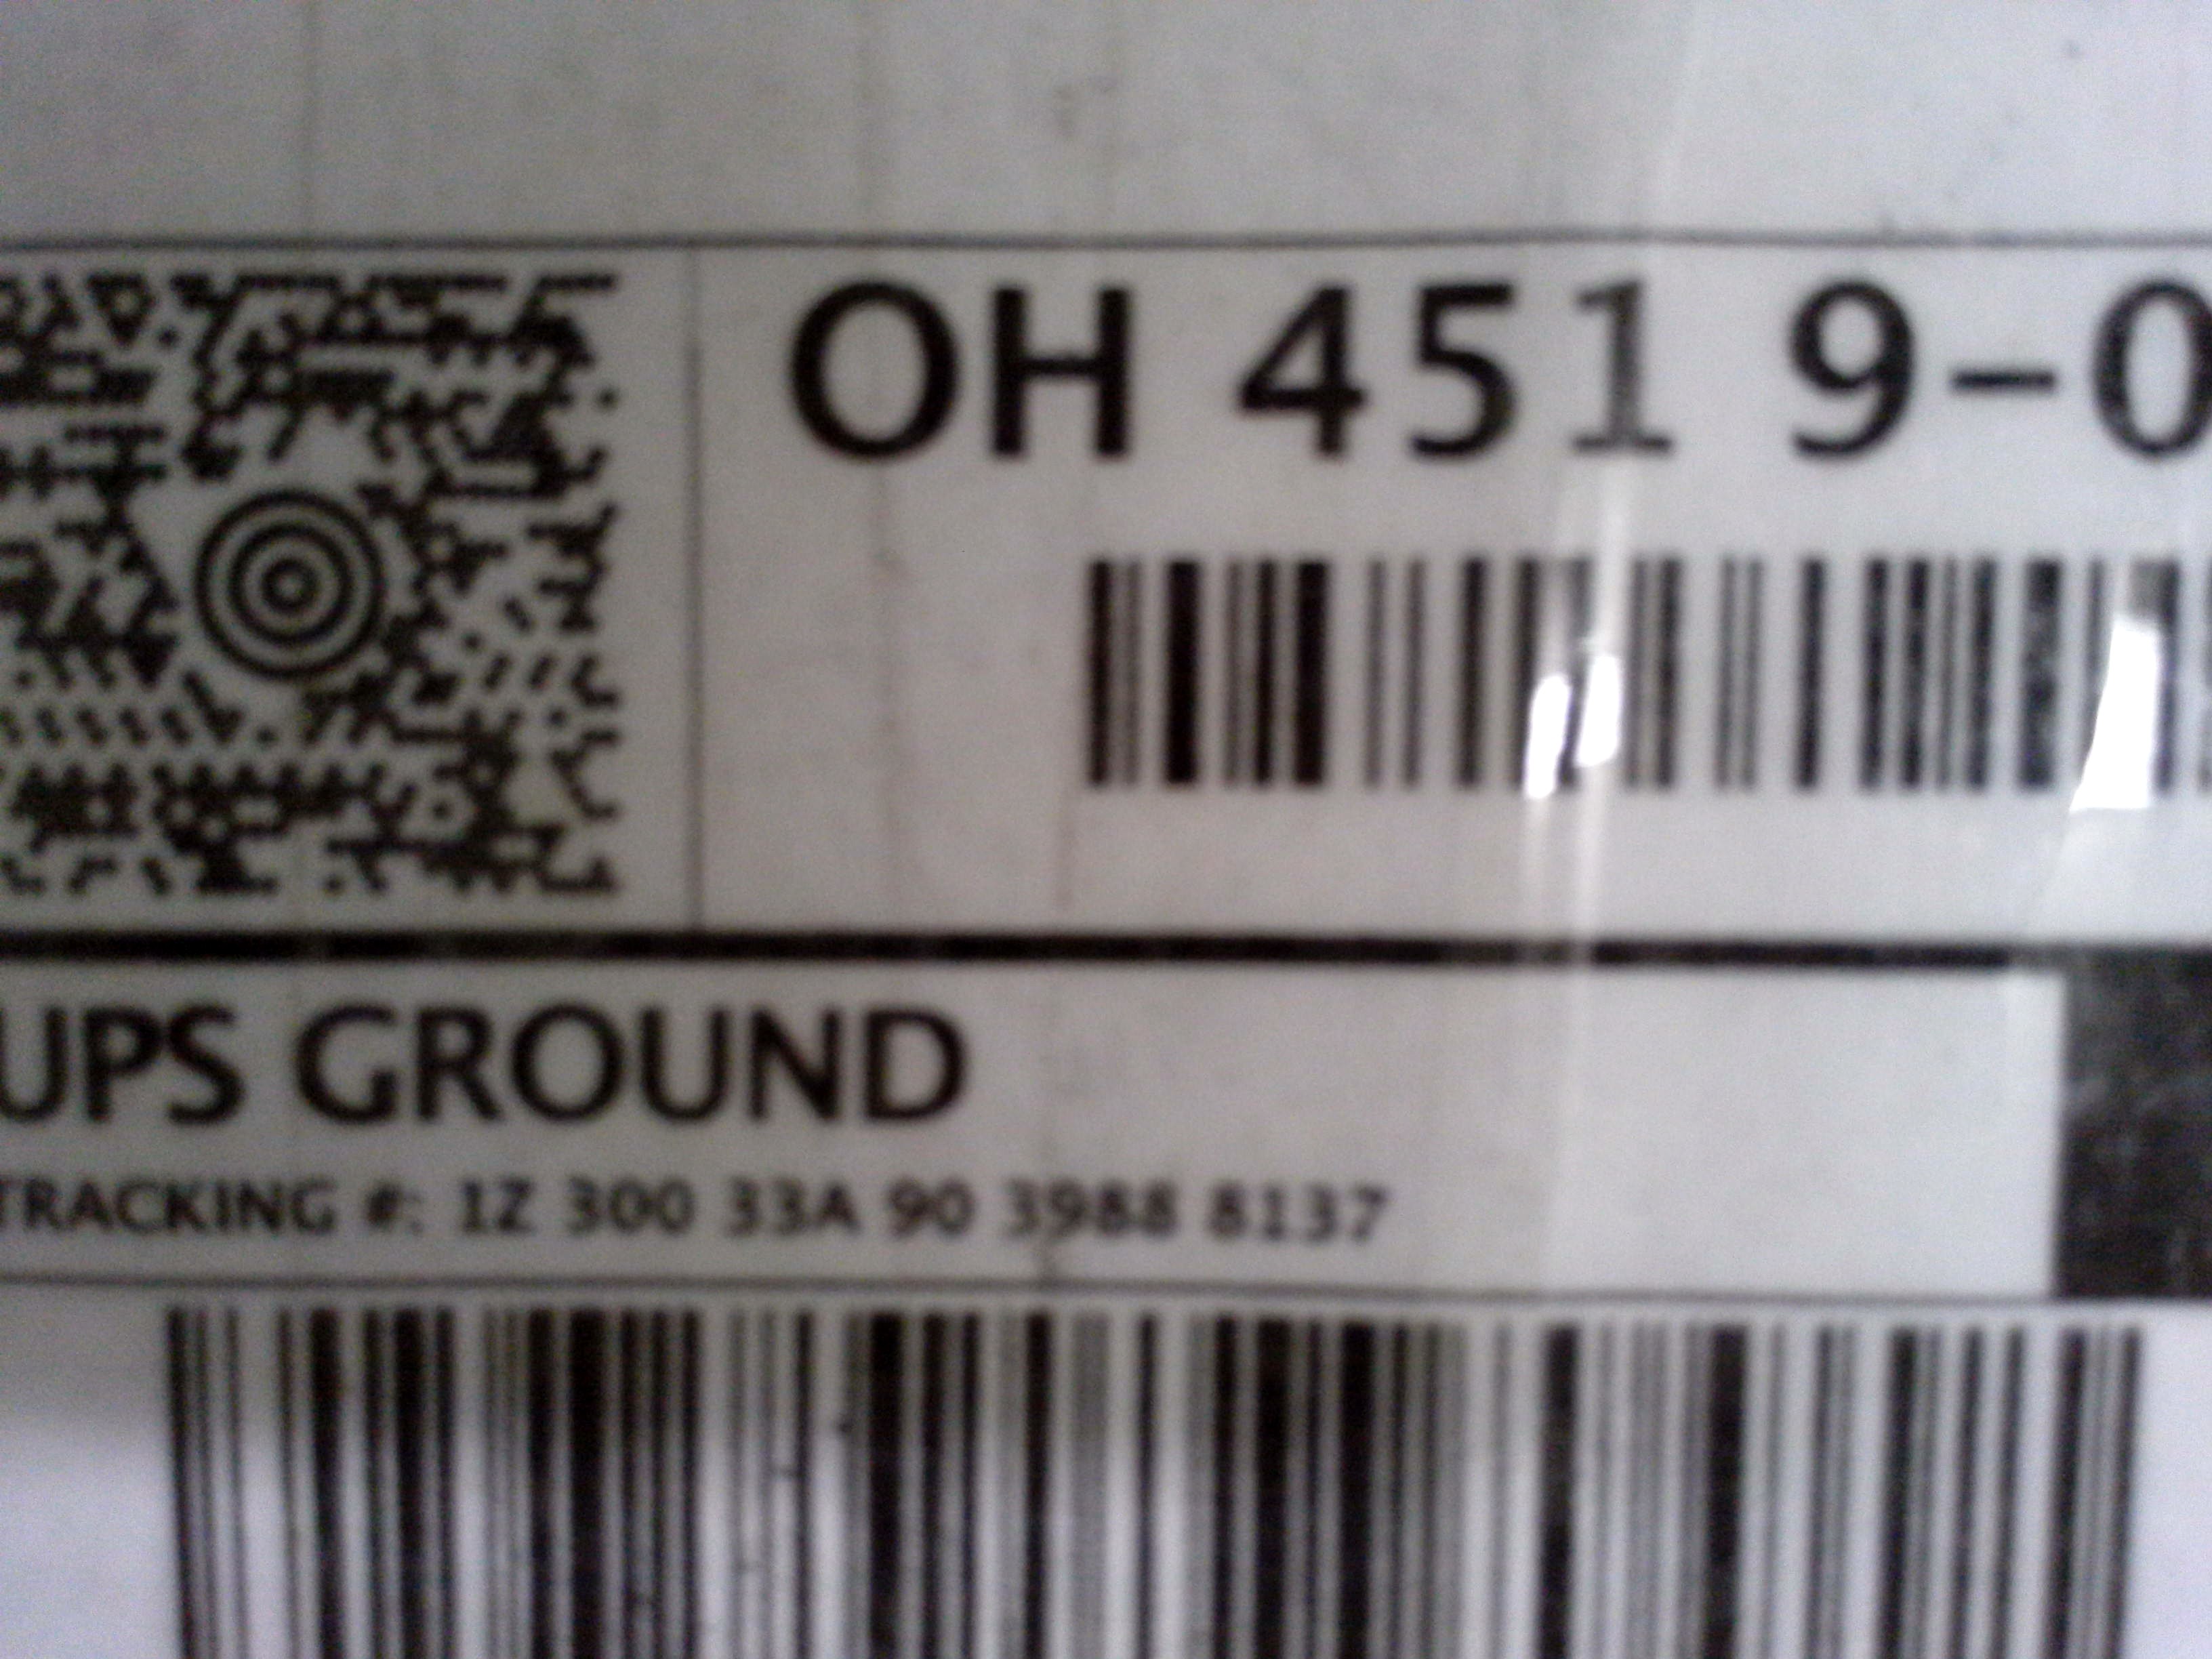 OH 451 9-0
UPS GROUND
TRACKING #: 1Z 300 33A 90 3988 8137